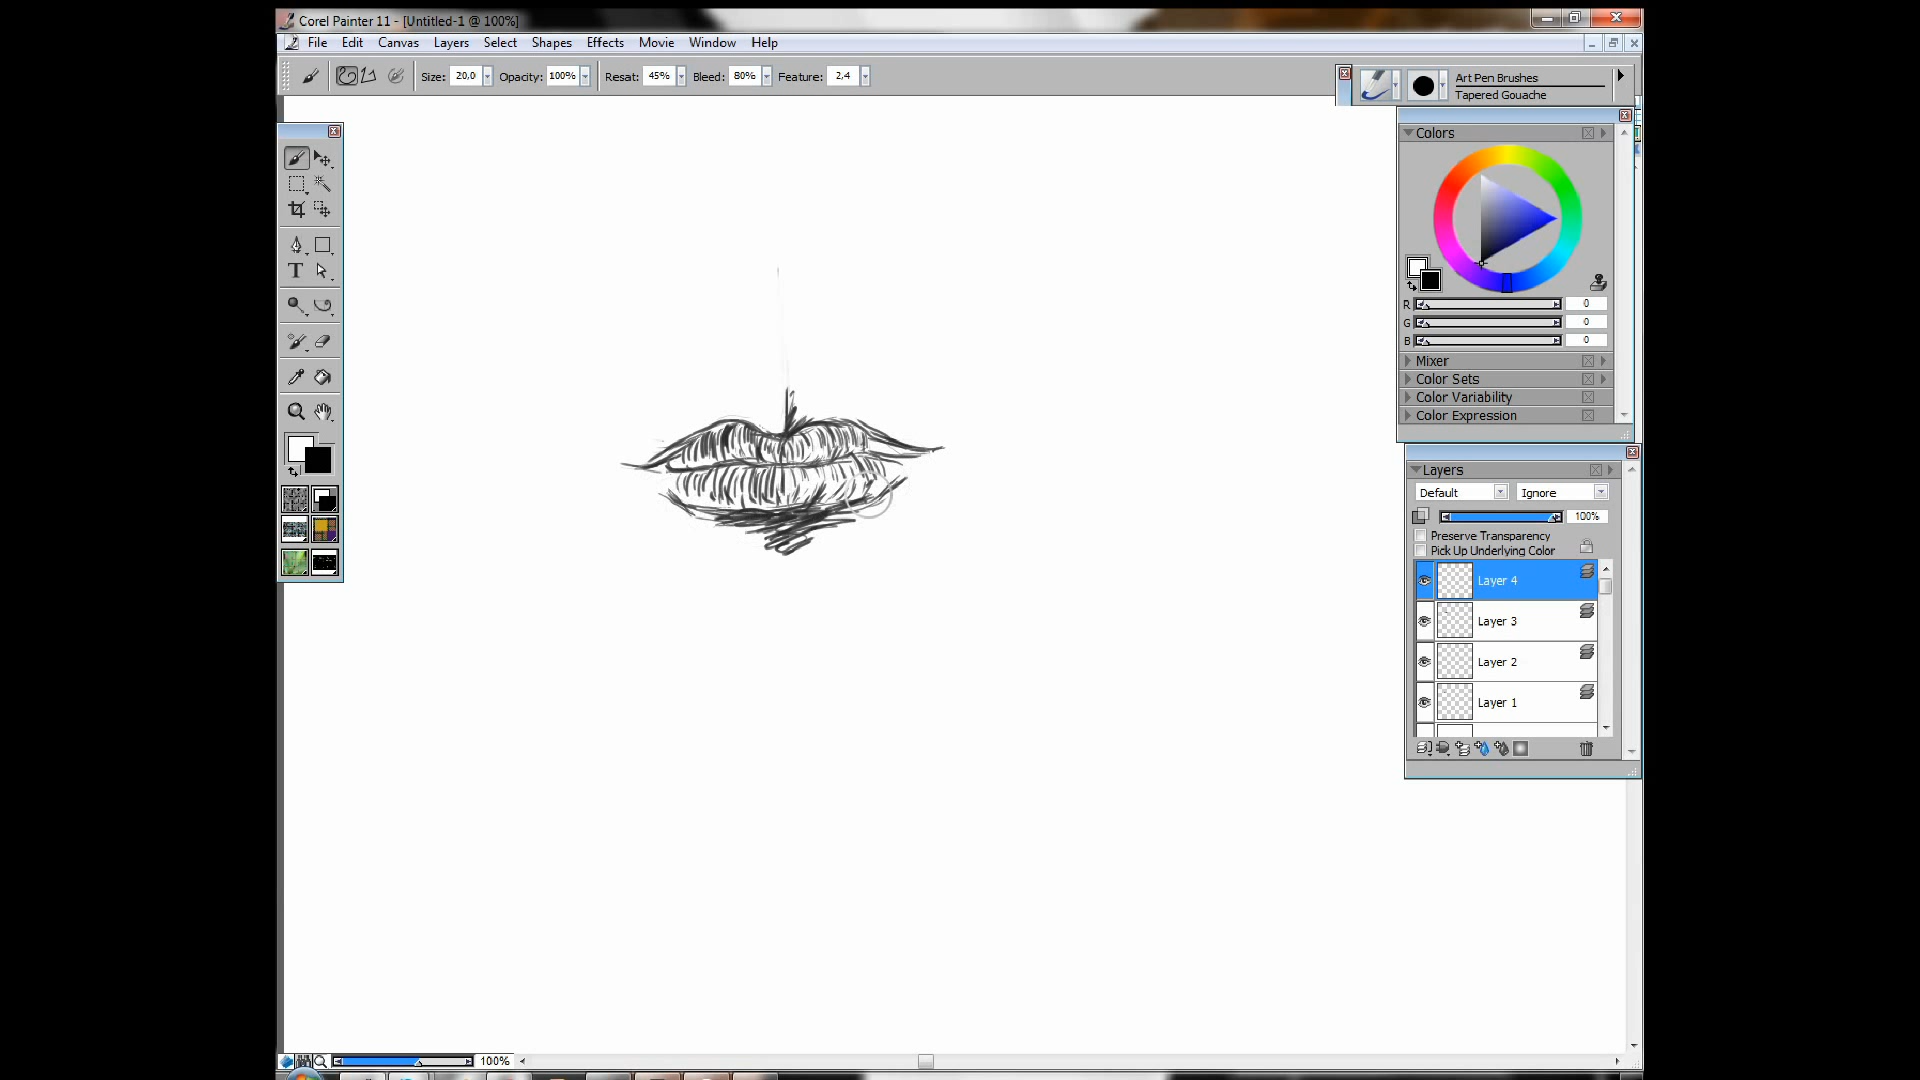 Corel Painter 11 - [Untitled-1 @ 100%]
File Edit Canvas Layers Select Shapes Effects Movie Window Help
Size: 20,0 Opacity: 100% Resat: 45% Bleed: 80% Feature: 2,4
Art Pen Brushes
Tapered Gouache
Colors
R 0
G 0
B 0
Mixer
Color Sets
Color Variability
Color Expression
Layers
Default Ignore
100%
Preserve Transparency
Pick Up Underlying Color
Layer 4
Layer 3
Layer 2
Layer 1
T
100%